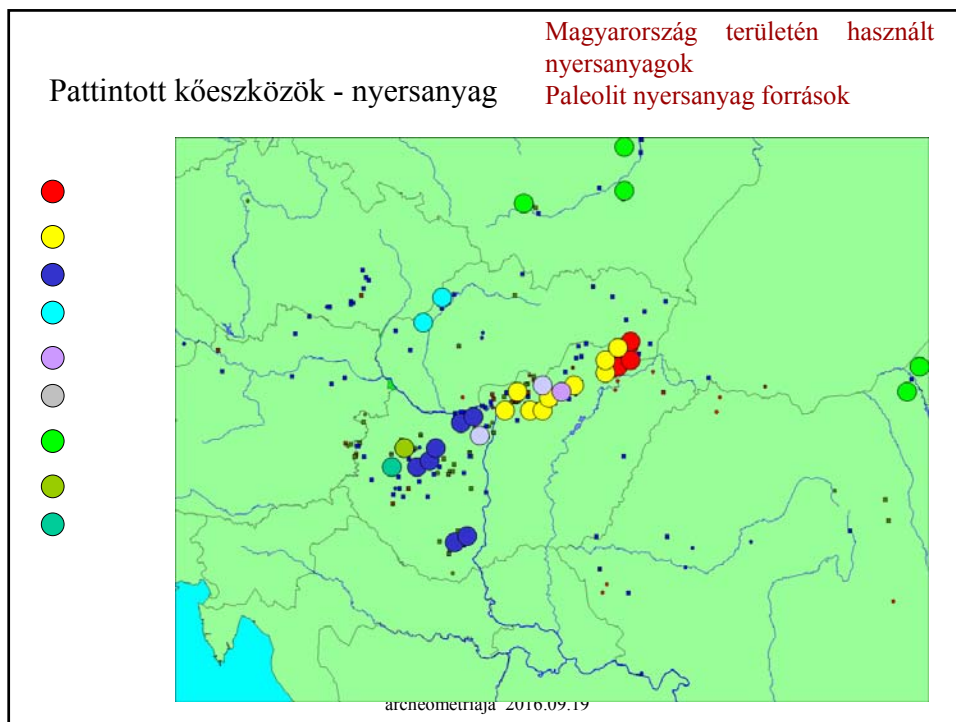 Magyarország területén használt
nyersanyagok
Pattintott kőeszközök - nyersanyag
Paleolit nyersanyag források
archeometriája 2016.09.19